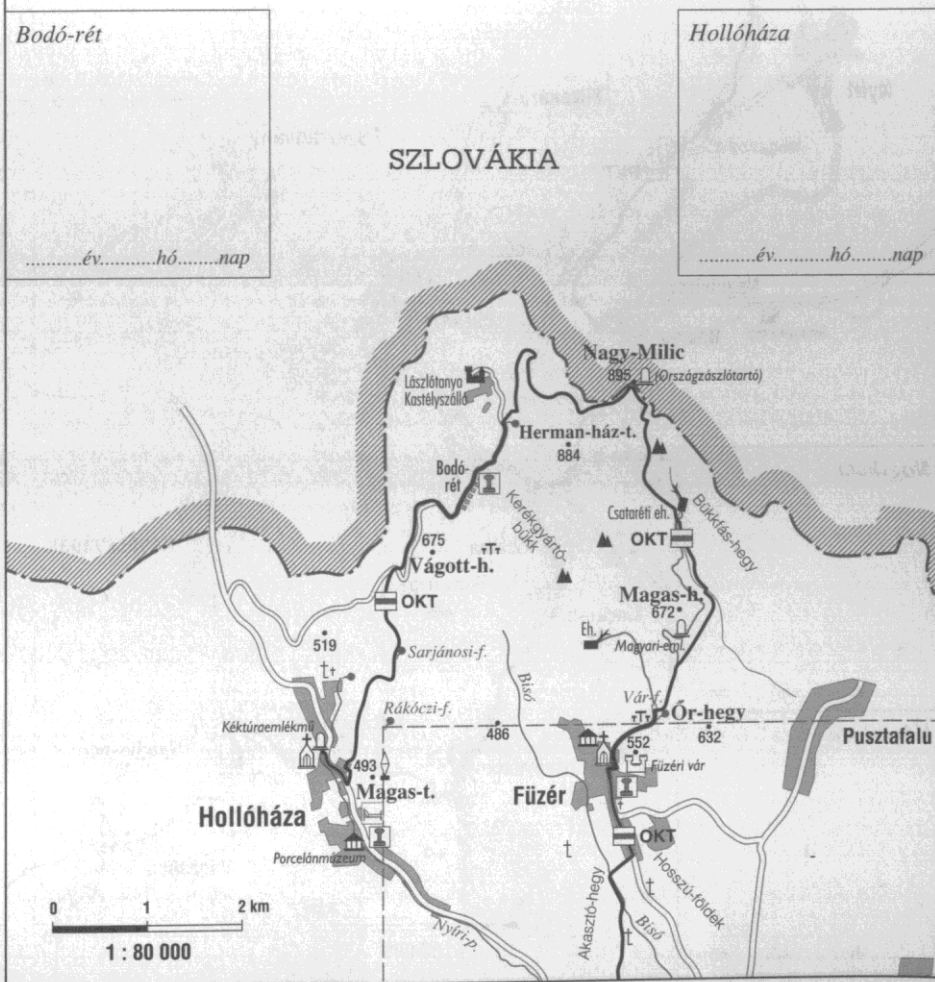 Bodó-rét
Hollóháza
SZLOVÁKIA
..........év..........hó.......nap
..........év..........hó.......nap
Nagy-Milic
895
(Országzászlótartó)
Lászlótanya
Kastélyszálló
Herman-ház-t.
884
Bodó-
rét
Kerékgyártó-
bükk
Csataréti eh.
Bükkfás-hegy
OKT
675
Vágott-h.
OKT
Magas-h.
672
519
Eh.
Magyari-eml.
Sarjánosi-f.
Bisó
Vár-f.
Rákóczi-f.
Őr-hegy
Kéktúraemlékmű
486
632
Pusztafalu
552
493
Füzéri vár
Magas-t.
Füzér
Hollóháza
OKT
Porcelánmúzeum
Hosszú-földek
Akasztó-hegy
0 1 2 km
Nyíri-p.
Bisó
1 : 80 000